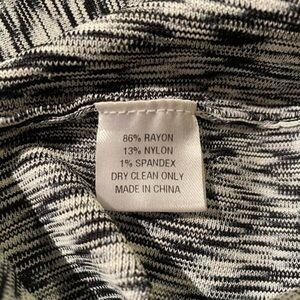 86% RAYON
13% NYLON
1% SPANDEX
DRY CLEAN ONLY
MADE IN CHINA